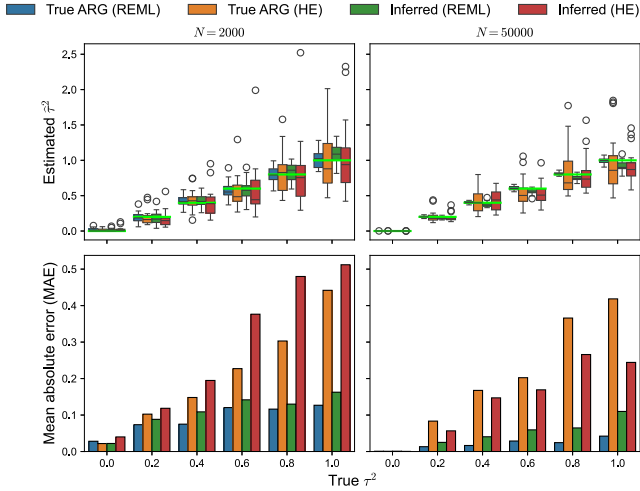 True ARG (REML) True ARG (HE) Inferred (REML) Inferred (HE)
N = 2000
N = 50000
Estimated τ̂²
2.5
2.0
1.5
1.0
0.5
0.0
Mean absolute error (MAE)
0.5
0.4
0.3
0.2
0.1
0.0
0.0 0.2 0.4 0.6 0.8 1.0
0.0 0.2 0.4 0.6 0.8 1.0
True τ²